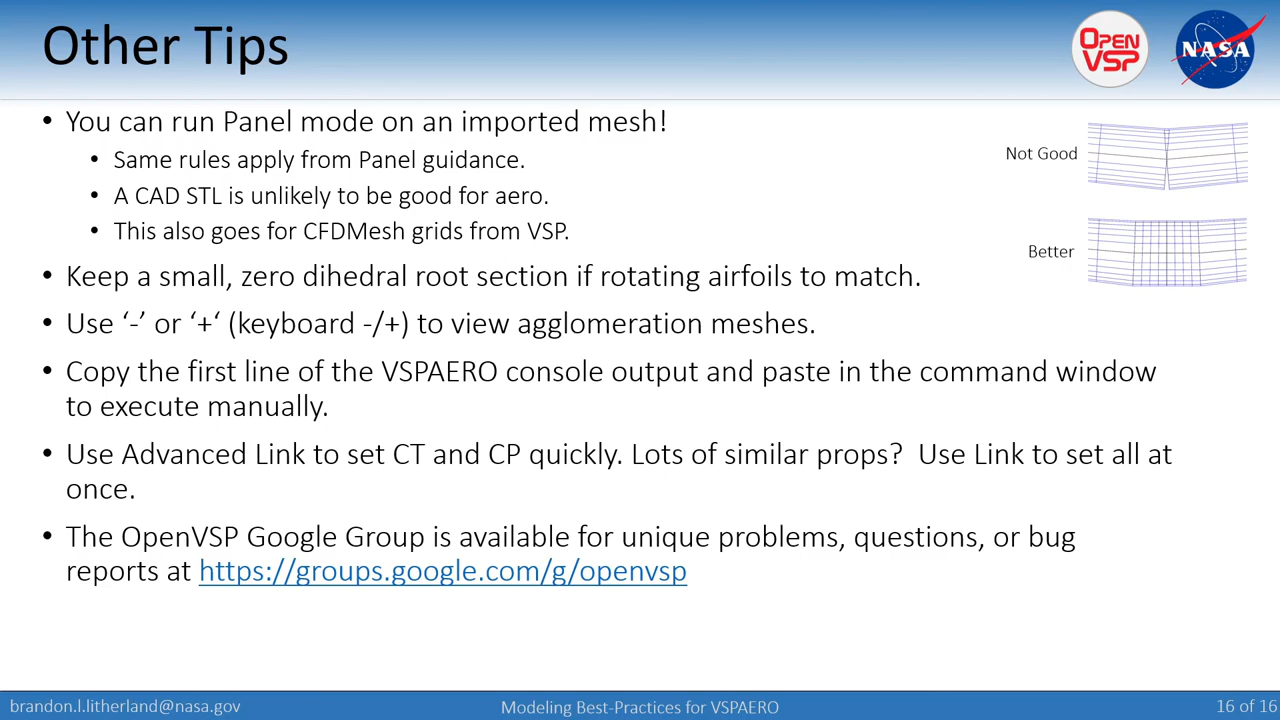 Other Tips
OPEN
VSP
NASA
• You can run Panel mode on an imported mesh!
• Same rules apply from Panel guidance.
• A CAD STL is unlikely to be good for aero.
• This also goes for CFDMesh grids from VSP.
Not Good
Better
• Keep a small, zero dihedral root section if rotating airfoils to match.
• Use ‘-’ or ‘+‘ (keyboard -/+) to view agglomeration meshes.
• Copy the first line of the VSPAERO console output and paste in the command window
to execute manually.
• Use Advanced Link to set CT and CP quickly. Lots of similar props?  Use Link to set all at
once.
• The OpenVSP Google Group is available for unique problems, questions, or bug
reports at https://groups.google.com/g/openvsp
brandon.l.litherland@nasa.gov
Modeling Best-Practices for VSPAERO
16 of 16